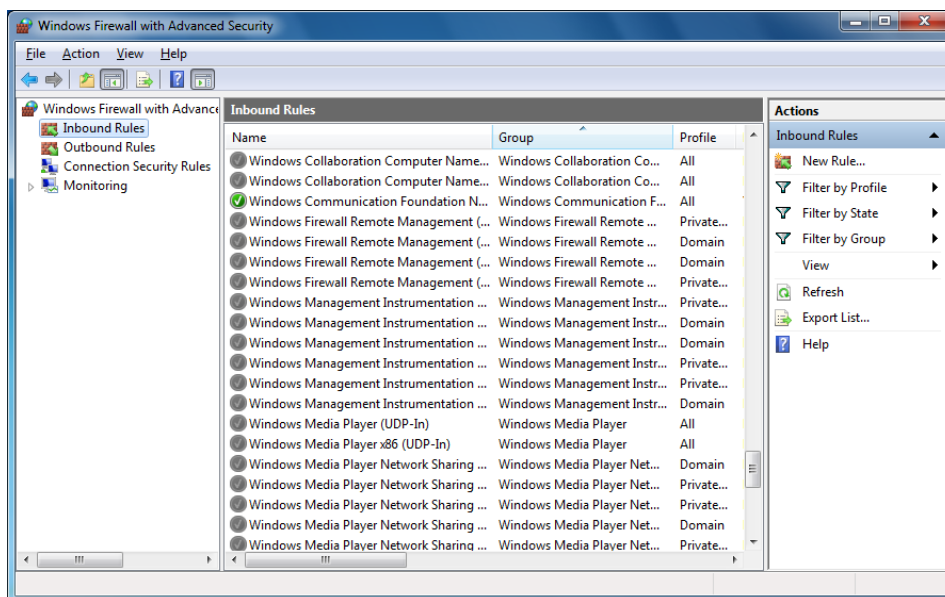 Windows Firewall with Advanced Security
File Action View Help
Windows Firewall with Advance
Inbound Rules
Outbound Rules
Connection Security Rules
Monitoring
Inbound Rules
Name Group Profile
Windows Collaboration Computer Name... Windows Collaboration Co... All
Windows Collaboration Computer Name... Windows Collaboration Co... All
Windows Communication Foundation N... Windows Communication F... All
Windows Firewall Remote Management (... Windows Firewall Remote ... Private...
Windows Firewall Remote Management (... Windows Firewall Remote ... Domain
Windows Firewall Remote Management (... Windows Firewall Remote ... Domain
Windows Firewall Remote Management (... Windows Firewall Remote ... Private...
Windows Management Instrumentation ... Windows Management Instr... Private...
Windows Management Instrumentation ... Windows Management Instr... Domain
Windows Management Instrumentation ... Windows Management Instr... Domain
Windows Management Instrumentation ... Windows Management Instr... Private...
Windows Management Instrumentation ... Windows Management Instr... Private...
Windows Management Instrumentation ... Windows Management Instr... Domain
Windows Media Player (UDP-In) Windows Media Player All
Windows Media Player x86 (UDP-In) Windows Media Player All
Windows Media Player Network Sharing ... Windows Media Player Net... Domain
Windows Media Player Network Sharing ... Windows Media Player Net... Private...
Windows Media Player Network Sharing ... Windows Media Player Net... Private...
Windows Media Player Network Sharing ... Windows Media Player Net... Domain
Windows Media Player Network Sharing ... Windows Media Player Net... Private...
Actions
Inbound Rules
New Rule...
Filter by Profile
Filter by State
Filter by Group
View
Refresh
Export List...
Help